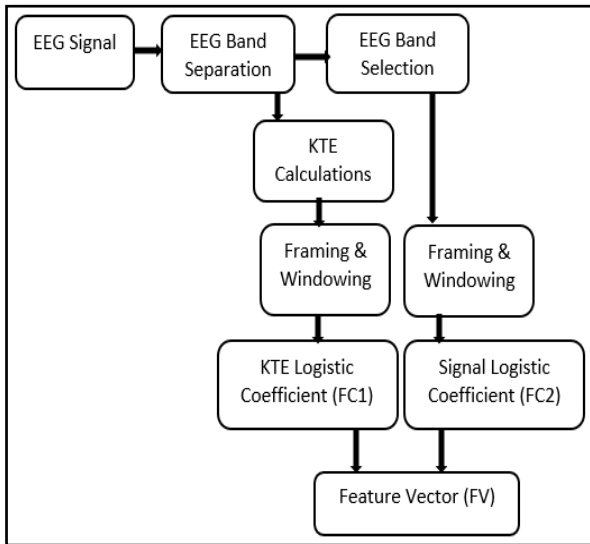 EEG Signal
EEG Band
Separation
EEG Band
Selection
KTE
Calculations
Framing &
Windowing
Framing &
Windowing
KTE Logistic
Coefficient (FC1)
Signal Logistic
Coefficient (FC2)
Feature Vector (FV)